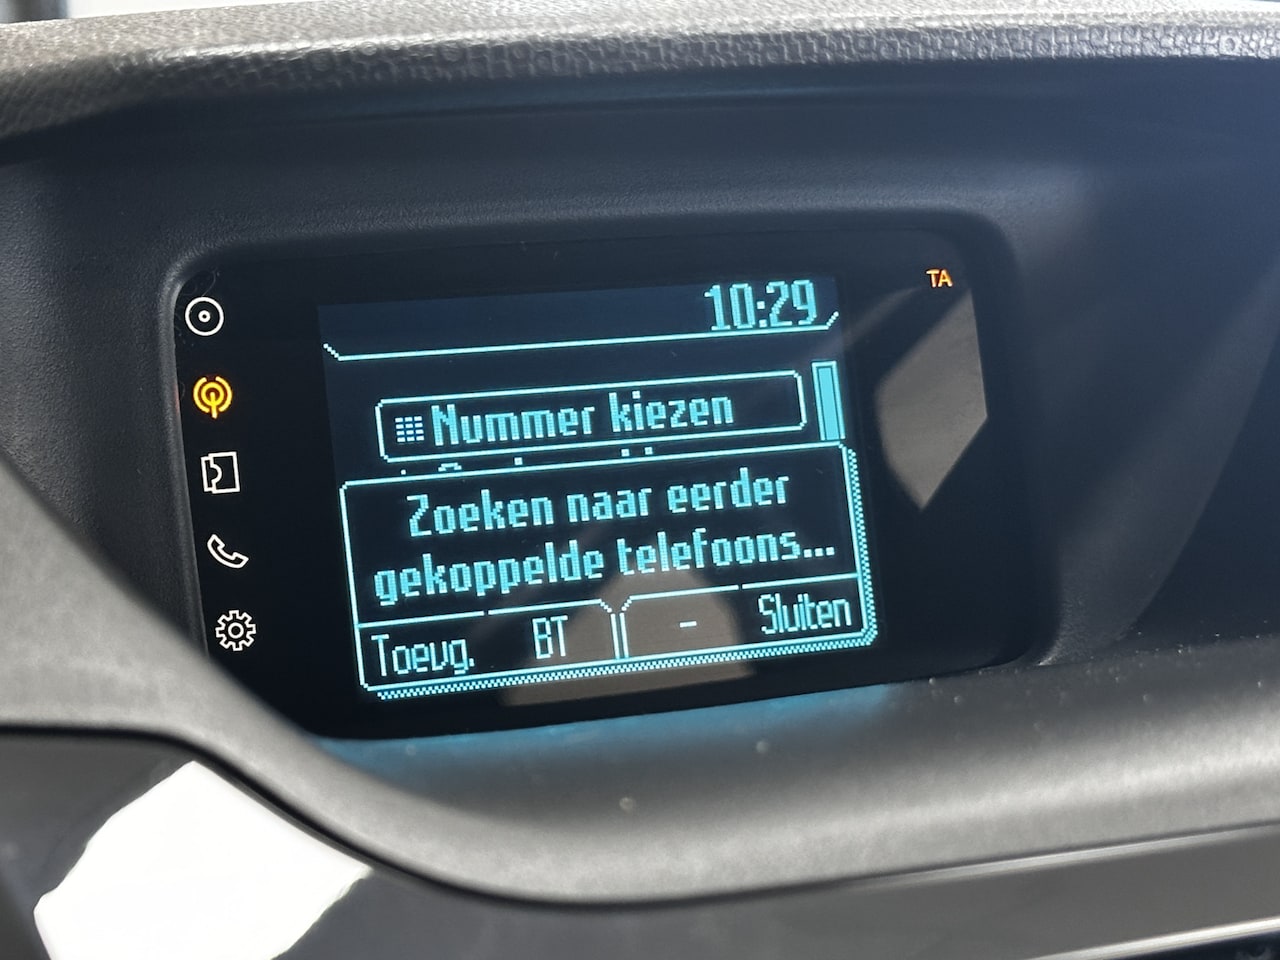 10:29
TA
Nummer kiezen
Zoeken naar eerder
gekoppelde telefoons...
Toevg. BT - Sluiten